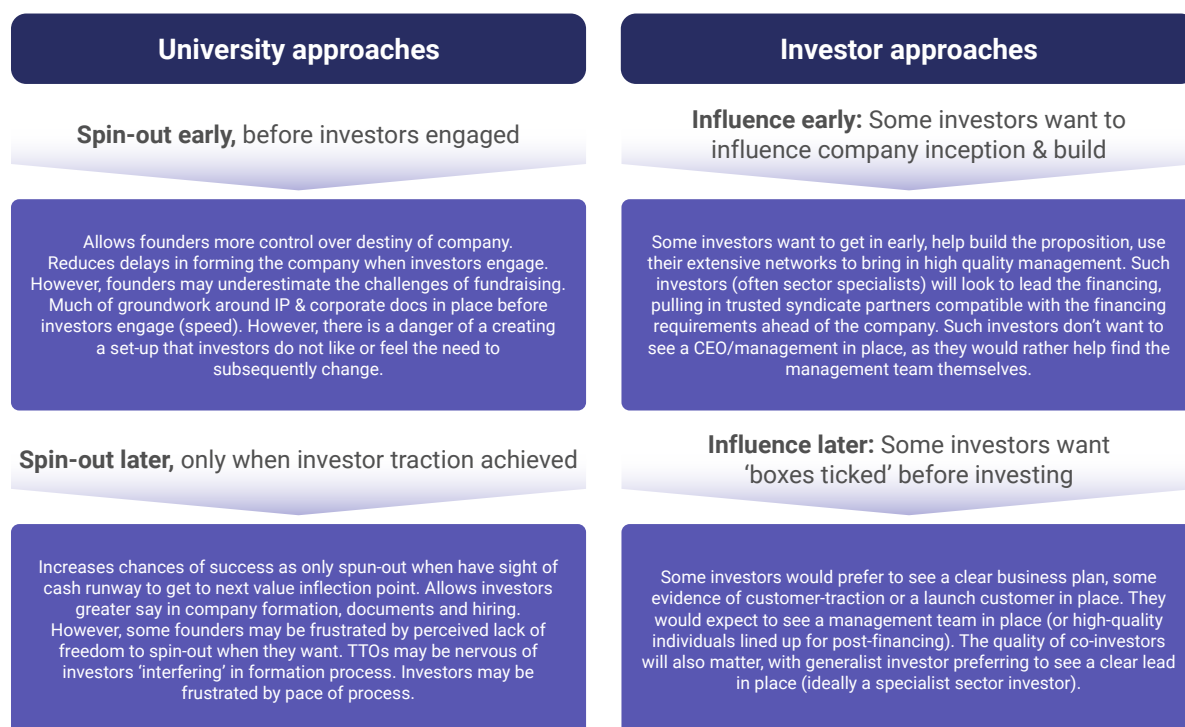 University approaches
Spin-out early, before investors engaged
Allows founders more control over destiny of company.
Reduces delays in forming the company when investors engage.
However, founders may underestimate the challenges of fundraising.
Much of groundwork around IP & corporate docs in place before
investors engage (speed). However, there is a danger of a creating
a set-up that investors do not like or feel the need to
subsequently change.
Spin-out later, only when investor traction achieved
Increases chances of success as only spun-out when have sight of
cash runway to get to next value inflection point. Allows investors
greater say in company formation, documents and hiring.
However, some founders may be frustrated by perceived lack of
freedom to spin-out when they want. TTOs may be nervous of
investors ‘interfering’ in formation process. Investors may be
frustrated by pace of process.
Investor approaches
Influence early: Some investors want to
influence company inception & build
Some investors want to get in early, help build the proposition, use
their extensive networks to bring in high quality management. Such
investors (often sector specialists) will look to lead the financing,
pulling in trusted syndicate partners compatible with the financing
requirements ahead of the company. Such investors don’t want to
see a CEO/management in place, as they would rather help find the
management team themselves.
Influence later: Some investors want
‘boxes ticked’ before investing
Some investors would prefer to see a clear business plan, some
evidence of customer-traction or a launch customer in place. They
would expect to see a management team in place (or high-quality
individuals lined up for post-financing). The quality of co-investors
will also matter, with generalist investor preferring to see a clear lead
in place (ideally a specialist sector investor).